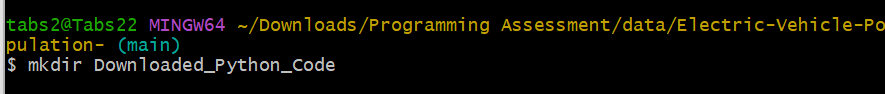 tabs2@Tabs22 MINGW64 ~/Downloads/Programming Assessment/data/Electric-Vehicle-Po
pulation- (main)
$ mkdir Downloaded_Python_Code